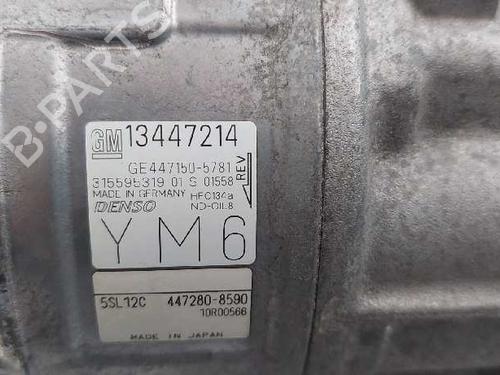 B-Parts
GM 13447214
GE447150-5781
315595319 01 S 01558
REV
MADE IN GERMANY HFC134a
DENSO ND-OIL8
YM6
5SL12C 447280-8590
10R00566
MADE IN JAPAN